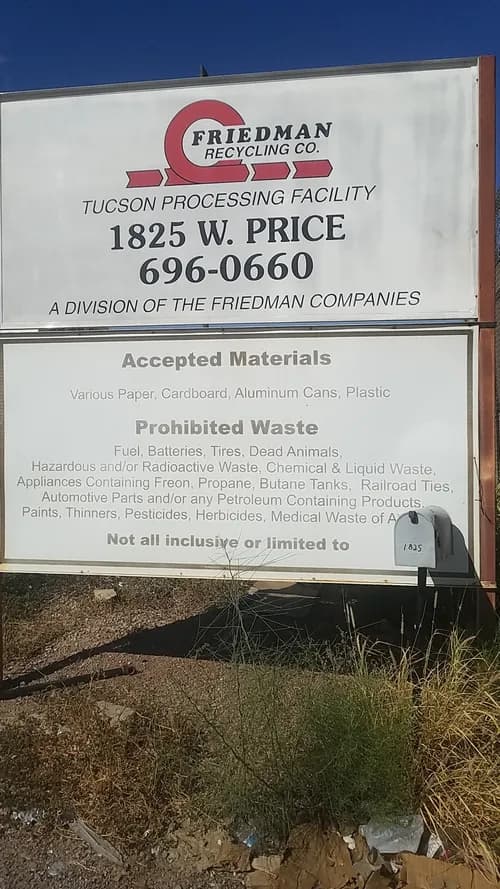 FRIEDMAN
RECYCLING CO.
TUCSON PROCESSING FACILITY
1825 W. PRICE
696-0660
A DIVISION OF THE FRIEDMAN COMPANIES
Accepted Materials
Various Paper, Cardboard, Aluminum Cans, Plastic
Prohibited Waste
Fuel, Batteries, Tires, Dead Animals,
Hazardous and/or Radioactive Waste, Chemical & Liquid Waste,
Appliances Containing Freon, Propane, Butane Tanks, Railroad Ties,
Automotive Parts and/or any Petroleum Containing Products,
Paints, Thinners, Pesticides, Herbicides, Medical Waste of
Not all inclusive or limited to
1825